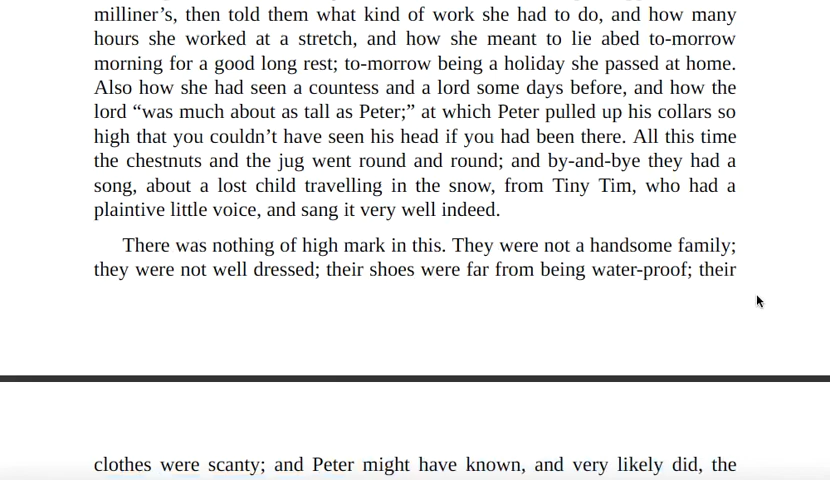 milliner’s, then told them what kind of work she had to do, and how many
hours she worked at a stretch, and how she meant to lie abed to-morrow
morning for a good long rest; to-morrow being a holiday she passed at home.
Also how she had seen a countess and a lord some days before, and how the
lord “was much about as tall as Peter;” at which Peter pulled up his collars so
high that you couldn’t have seen his head if you had been there. All this time
the chestnuts and the jug went round and round; and by-and-bye they had a
song, about a lost child travelling in the snow, from Tiny Tim, who had a
plaintive little voice, and sang it very well indeed.
There was nothing of high mark in this. They were not a handsome family;
they were not well dressed; their shoes were far from being water-proof; their
clothes were scanty; and Peter might have known, and very likely did, the